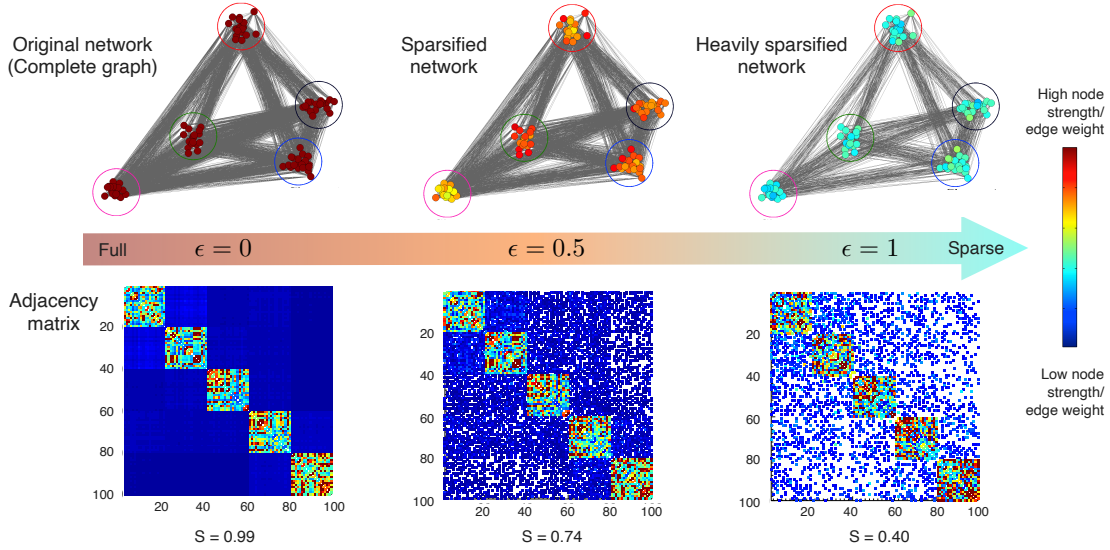 Original network
(Complete graph)
Sparsified
network
Heavily sparsified
network
High node
strength/
edge weight
Full
ϵ = 0
ϵ = 0.5
ϵ = 1
Sparse
Low node
strength/
edge weight
Adjacency
matrix
20
40
60
80
100
20 40 60 80 100
S = 0.99
20
40
60
80
100
20 40 60 80 100
S = 0.74
20
40
60
80
100
20 40 60 80 100
S = 0.40